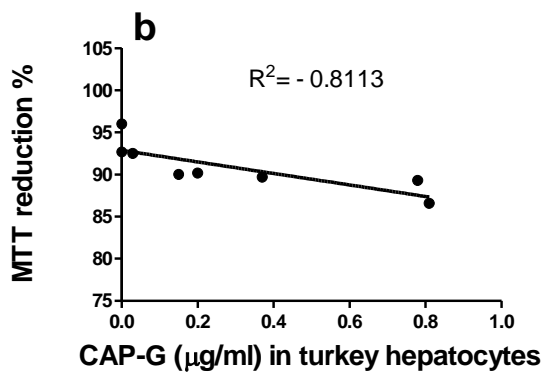 b
R²= - 0.8113
MTT reduction %
105
100
95
90
85
80
75
0.0 0.2 0.4 0.6 0.8 1.0
CAP-G (µg/ml) in turkey hepatocytes